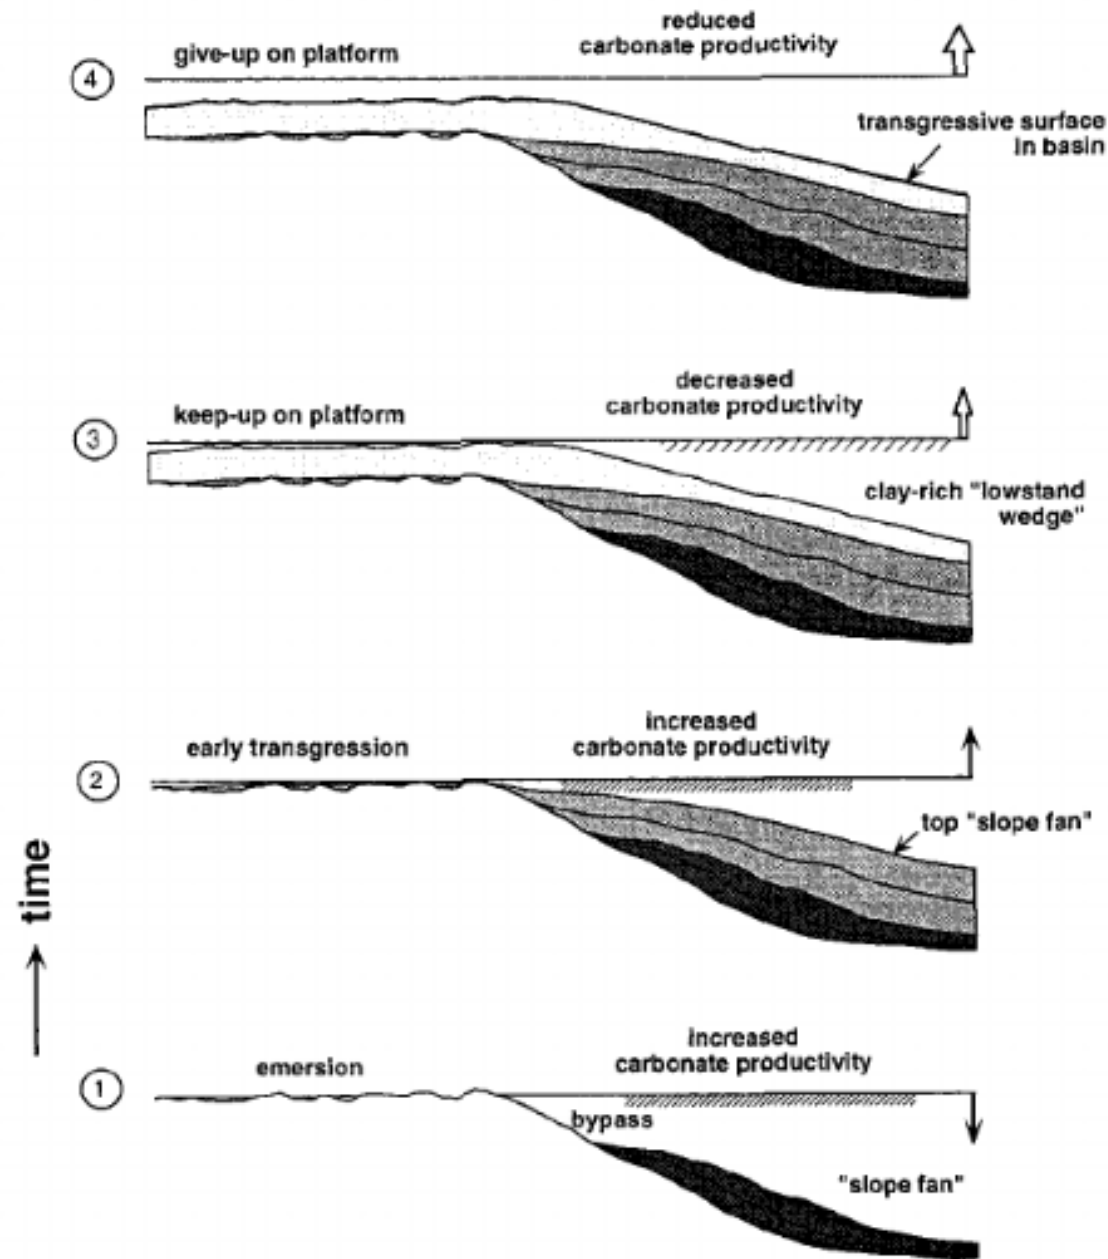 reduced
carbonate productivity
give-up on platform
4
transgressive surface
in basin
decreased
carbonate productivity
keep-up on platform
3
clay-rich "lowstand
wedge"
increased
carbonate productivity
early transgression
2
top "slope fan"
time
increased
carbonate productivity
emersion
1
bypass
"slope fan"